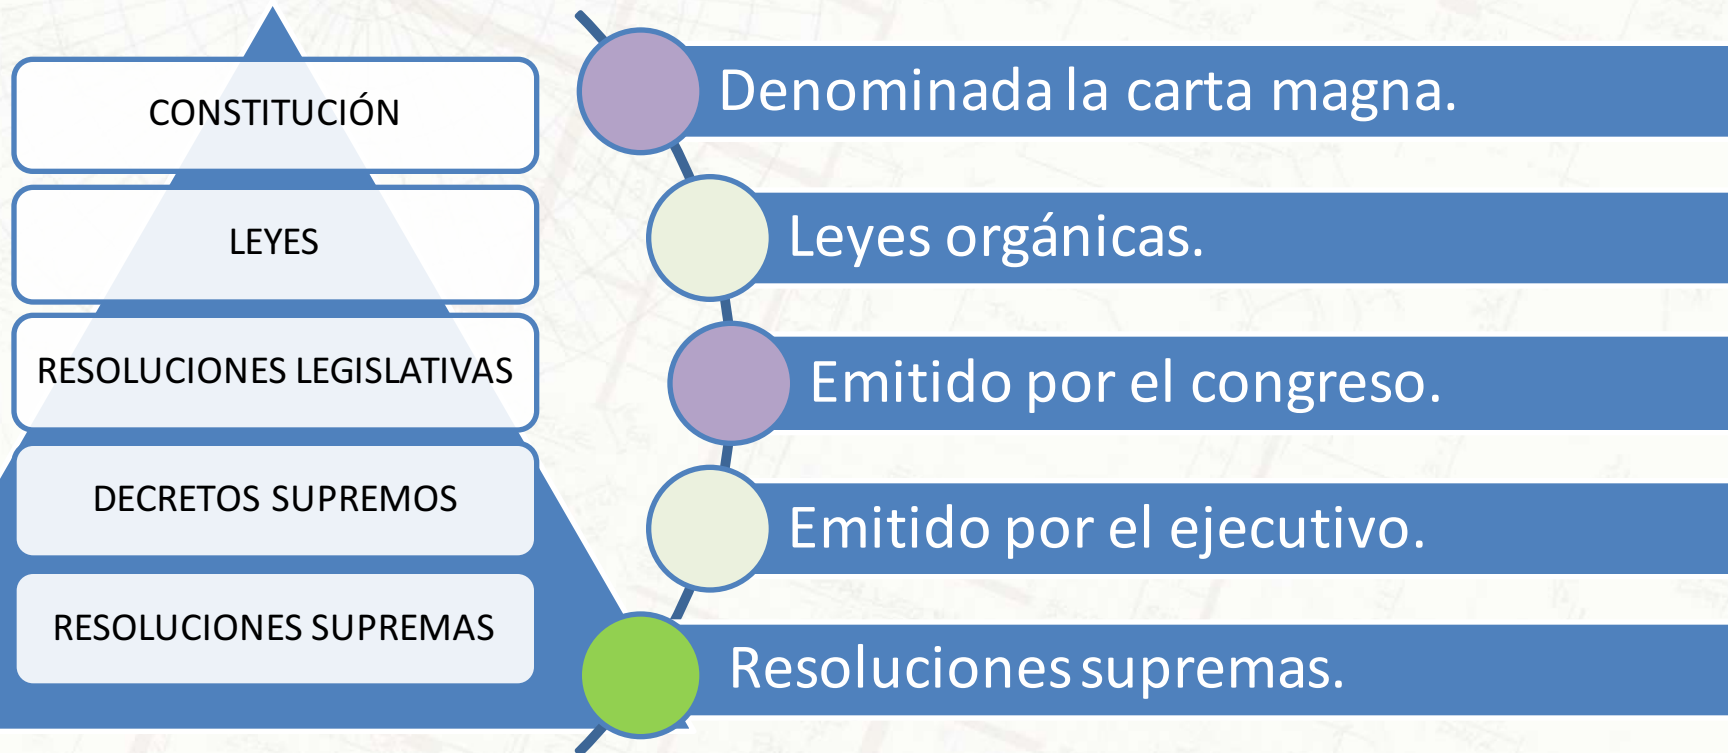 CONSTITUCIÓN
Denominada la carta magna.
LEYES
Leyes orgánicas.
RESOLUCIONES LEGISLATIVAS
Emitido por el congreso.
DECRETOS SUPREMOS
Emitido por el ejecutivo.
RESOLUCIONES SUPREMAS
Resoluciones supremas.